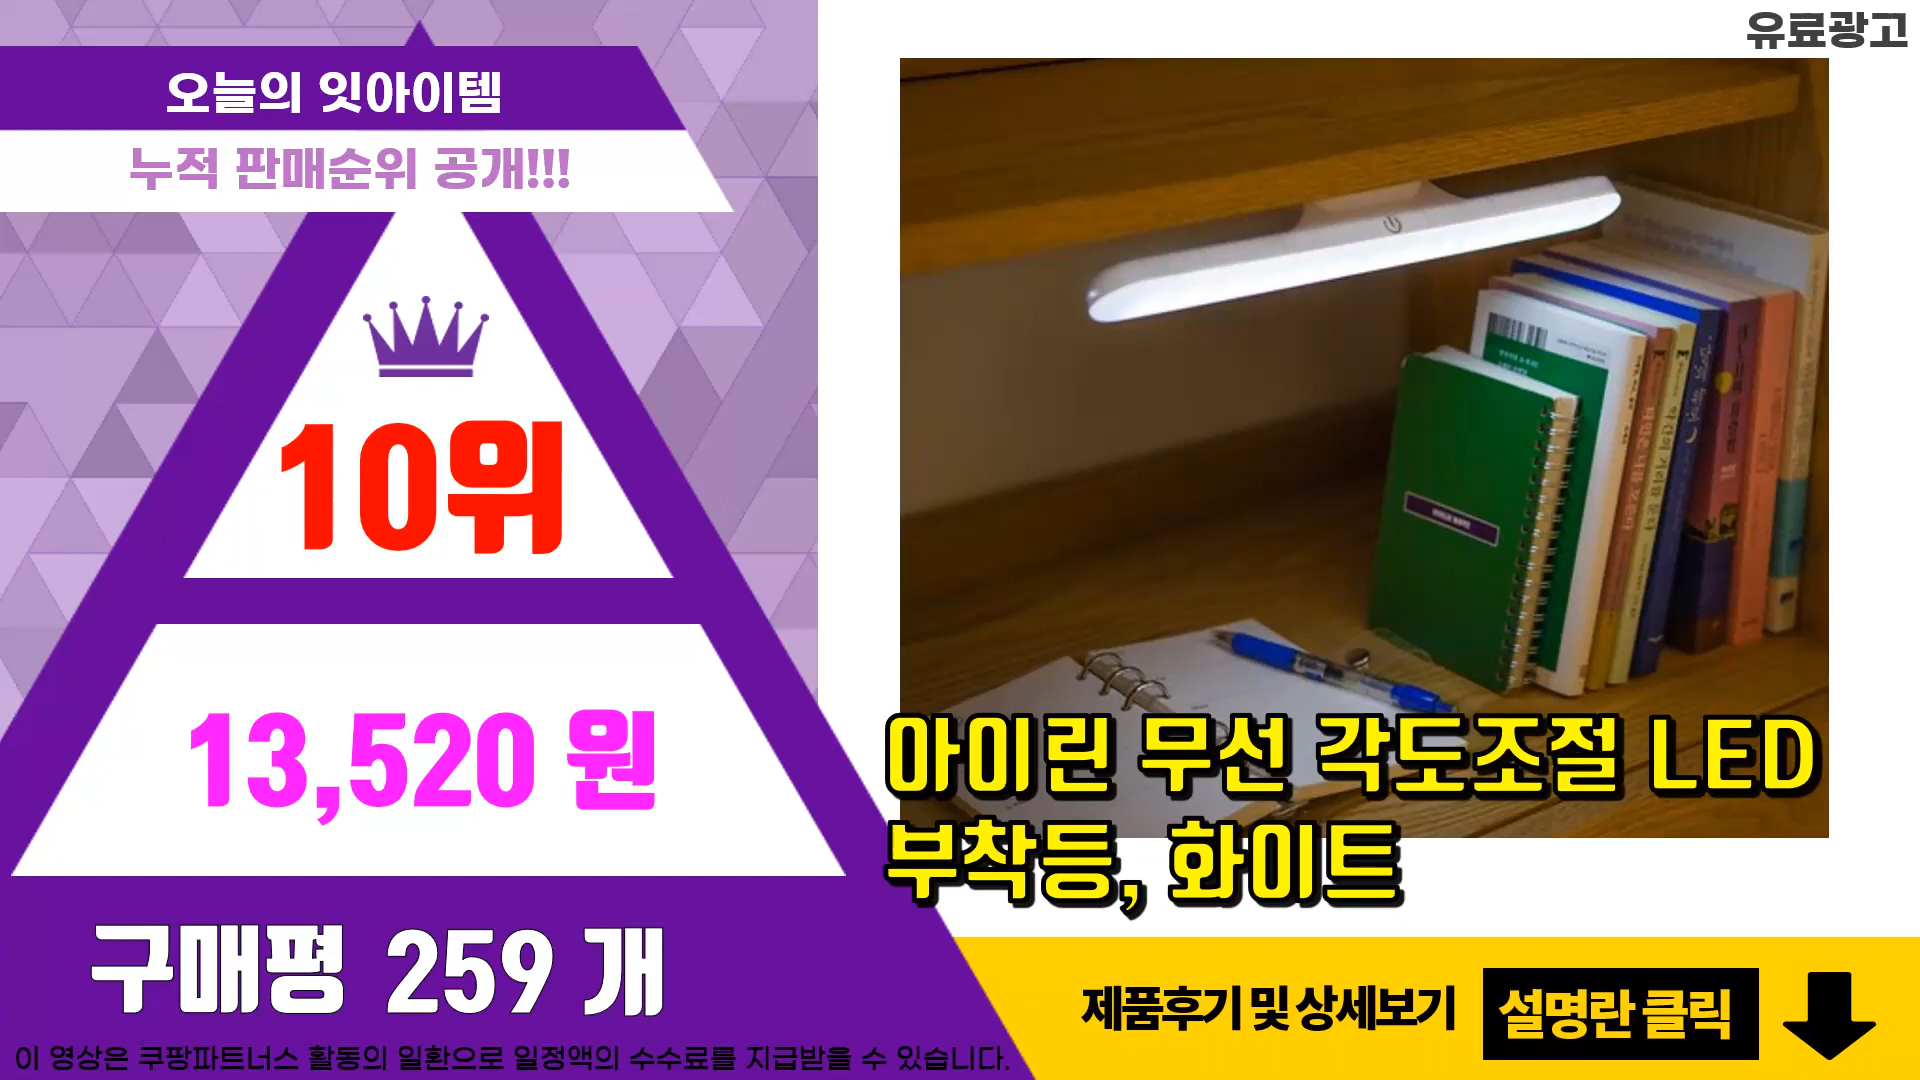 유료광고
오늘의 잇아이템
누적 판매순위 공개!!!
10위
13,520 원
아이린 무선 각도조절 LED
부착등, 화이트
구매평 259 개
제품후기 및 상세보기
설명란 클릭
이 영상은 쿠팡파트너스 활동의 일환으로 일정액의 수수료를 지급받을 수 있습니다.